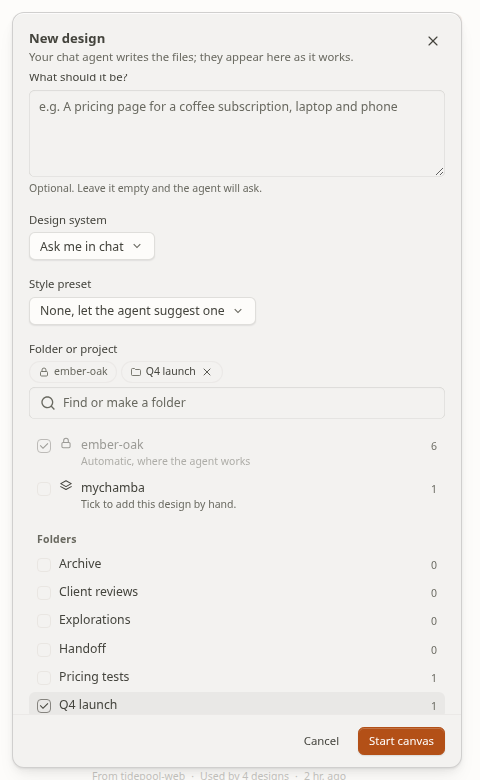 New design
Your chat agent writes the files; they appear here as it works.
What should it be?
e.g. A pricing page for a coffee subscription, laptop and phone
Optional. Leave it empty and the agent will ask.
Design system
Ask me in chat
Style preset
None, let the agent suggest one
Folder or project
ember-oak Q4 launch
Find or make a folder
ember-oak 6
Automatic, where the agent works
mychamba 1
Tick to add this design by hand.
Folders
Archive 0
Client reviews 0
Explorations 0
Handoff 0
Pricing tests 1
Q4 launch 1
Cancel Start canvas
From tidepool-web · Used by 4 designs · 2 hr. ago